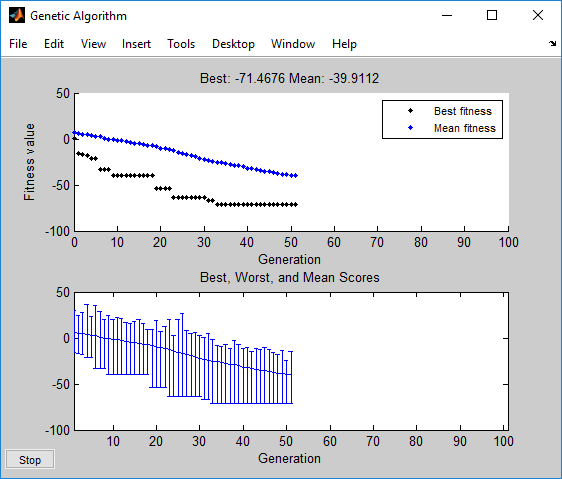 Genetic Algorithm
File Edit View Insert Tools Desktop Window Help
Best: -71.4676 Mean: -39.9112
50
0
-50
-100
Fitness value
Best fitness
Mean fitness
0 10 20 30 40 50 60 70 80 90 100
Generation
Best, Worst, and Mean Scores
50
0
-50
-100
10 20 30 40 50 60 70 80 90 100
Generation
Stop